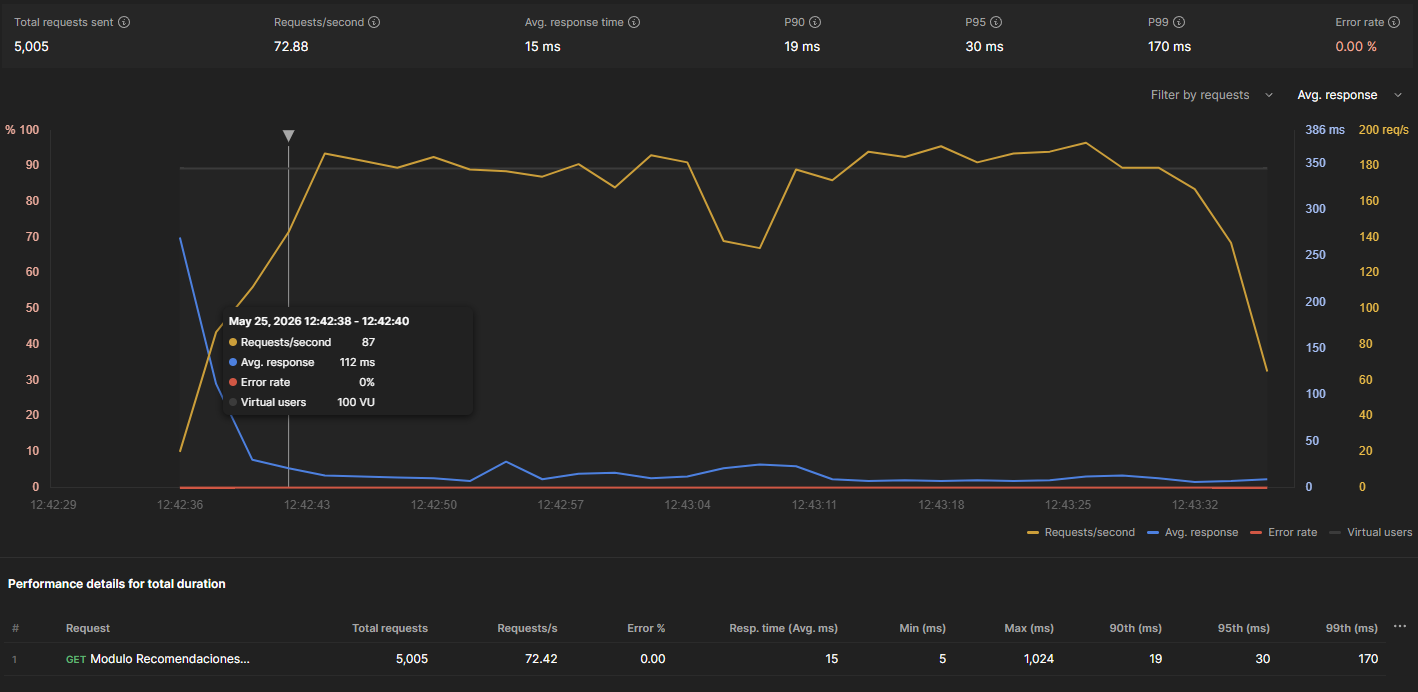 Total requests sent Requests/second Avg. response time P90 P95 P99 Error rate
5,005 72.88 15 ms 19 ms 30 ms 170 ms 0.00 %
Filter by requests Avg. response
% 100 386 ms 200 req/s
90 350 180
80 300 160
70 250 140
60 200 120
50 150 100
40 100 80
30 50 60
20 0 40
10 20
0 0
May 25, 2026 12:42:38 - 12:42:40
Requests/second 87
Avg. response 112 ms
Error rate 0%
Virtual users 100 VU
12:42:29 12:42:36 12:42:43 12:42:50 12:42:57 12:43:04 12:43:11 12:43:18 12:43:25 12:43:32
Requests/second Avg. response Error rate Virtual users
Performance details for total duration
# Request Total requests Requests/s Error % Resp. time (Avg. ms) Min (ms) Max (ms) 90th (ms) 95th (ms) 99th (ms) ...
1 GET Modulo Recomendaciones... 5,005 72.42 0.00 15 5 1,024 19 30 170